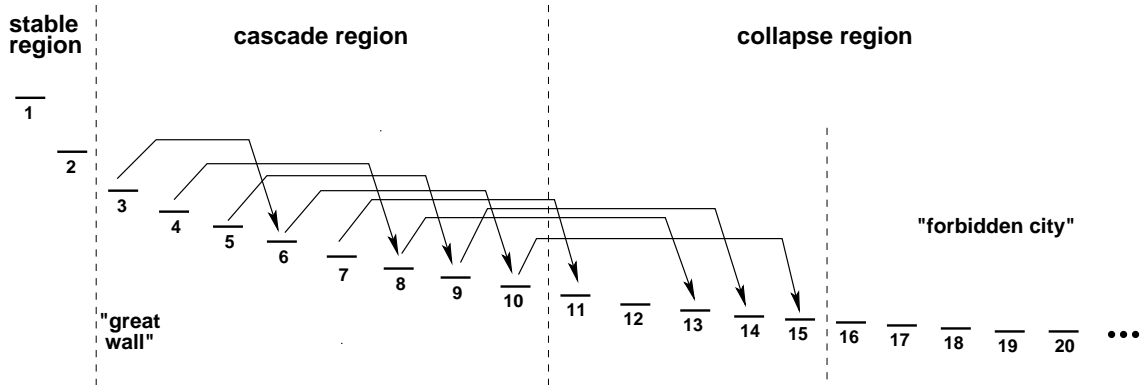 stable
region
cascade region
collapse region
1
2
3
4
5
6
7
8
9
10
11
12
13
14
15
16
17
18
19
20
"forbidden city"
"great
wall"